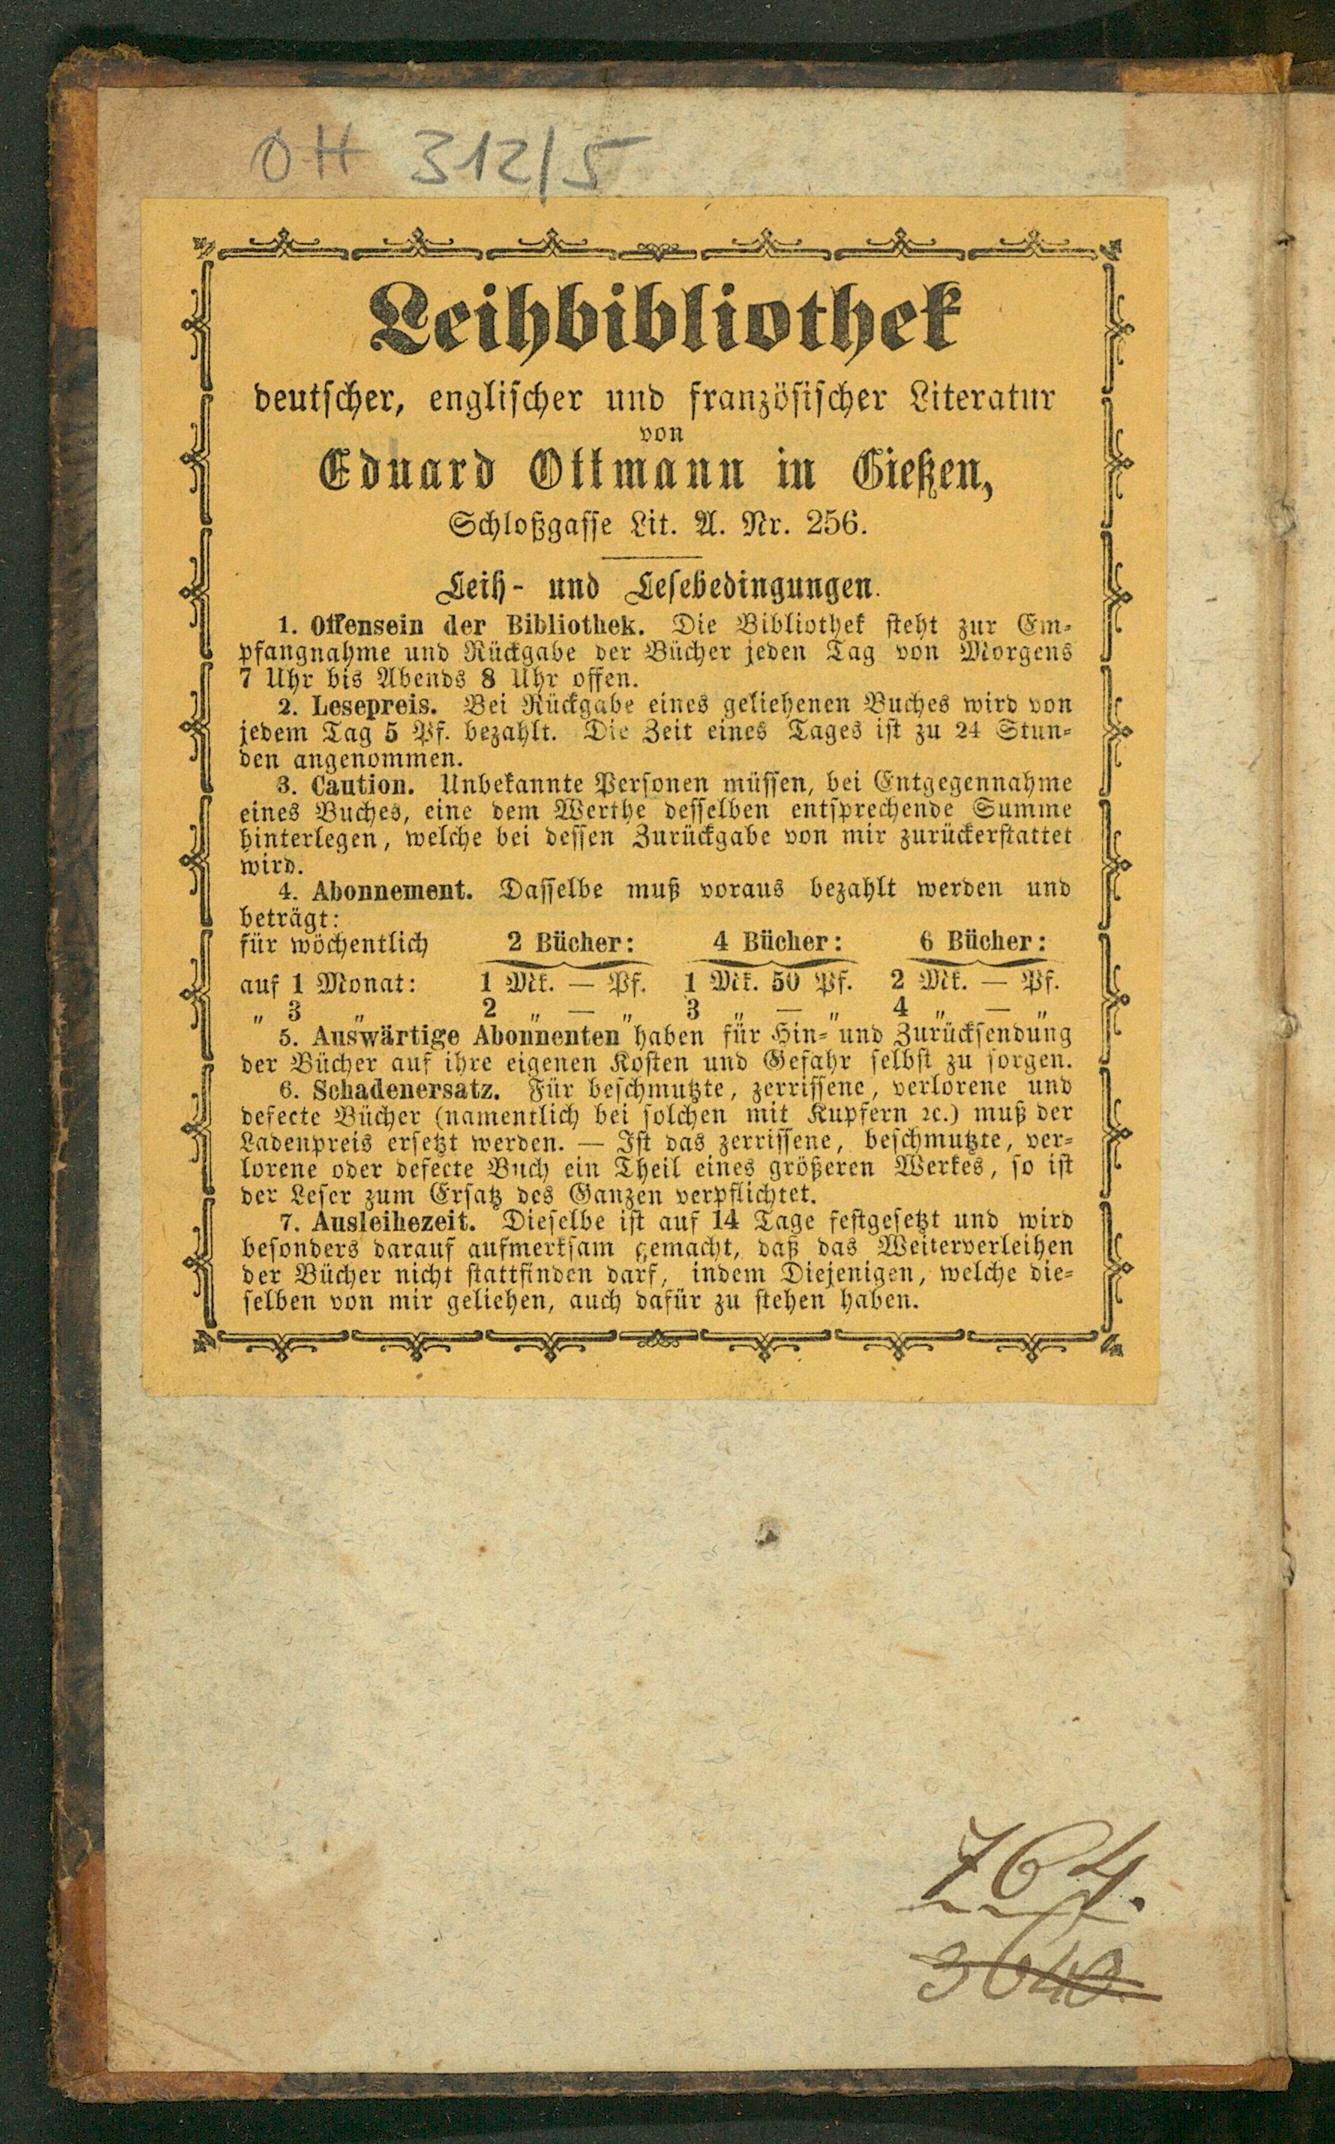 OH 312/5
Leihbibliothek
deutscher, englischer und französischer Literatur
von
Eduard Ottmann in Gießen,
Schloßgasse Lit. A. Nr. 256.
Leih- und Lesebedingungen.
1. Offensein der Bibliothek. Die Bibliothek steht zur Em-
pfangnahme und Rückgabe der Bücher jeden Tag von Morgens
7 Uhr bis Abends 8 Uhr offen.
2. Lesepreis. Bei Rückgabe eines geliehenen Buches wird von
jedem Tag 5 Pf. bezahlt. Die Zeit eines Tages ist zu 24 Stun-
den angenommen.
3. Caution. Unbekannte Personen müssen, bei Entgegennahme
eines Buches, eine dem Werthe desselben entsprechende Summe
hinterlegen, welche bei dessen Zurückgabe von mir zurückerstattet
wird.
4. Abonnement. Dasselbe muß voraus bezahlt werden und
beträgt:
für wöchentlich 2 Bücher: 4 Bücher: 6 Bücher:
auf 1 Monat: 1 Mk. — Pf. 1 Mk. 50 Pf. 2 Mk. — Pf.
„ 3 „ 2 „ — „ 3 „ — „ 4 „ — „
5. Auswärtige Abonnenten haben für Hin- und Zurücksendung
der Bücher auf ihre eigenen Kosten und Gefahr selbst zu sorgen.
6. Schadenersatz. Für beschmutzte, zerrissene, verlorene und
defecte Bücher (namentlich bei solchen mit Kupfern ꝛc.) muß der
Ladenpreis ersetzt werden. — Ist das zerrissene, beschmutzte, ver-
lorene oder defecte Buch ein Theil eines größeren Werkes, so ist
der Leser zum Ersatz des Ganzen verpflichtet.
7. Ausleihezeit. Dieselbe ist auf 14 Tage festgesetzt und wird
besonders darauf aufmerksam gemacht, daß das Weiterverleihen
der Bücher nicht stattfinden darf, indem Diejenigen, welche die-
selben von mir geliehen, auch dafür zu stehen haben.
764.